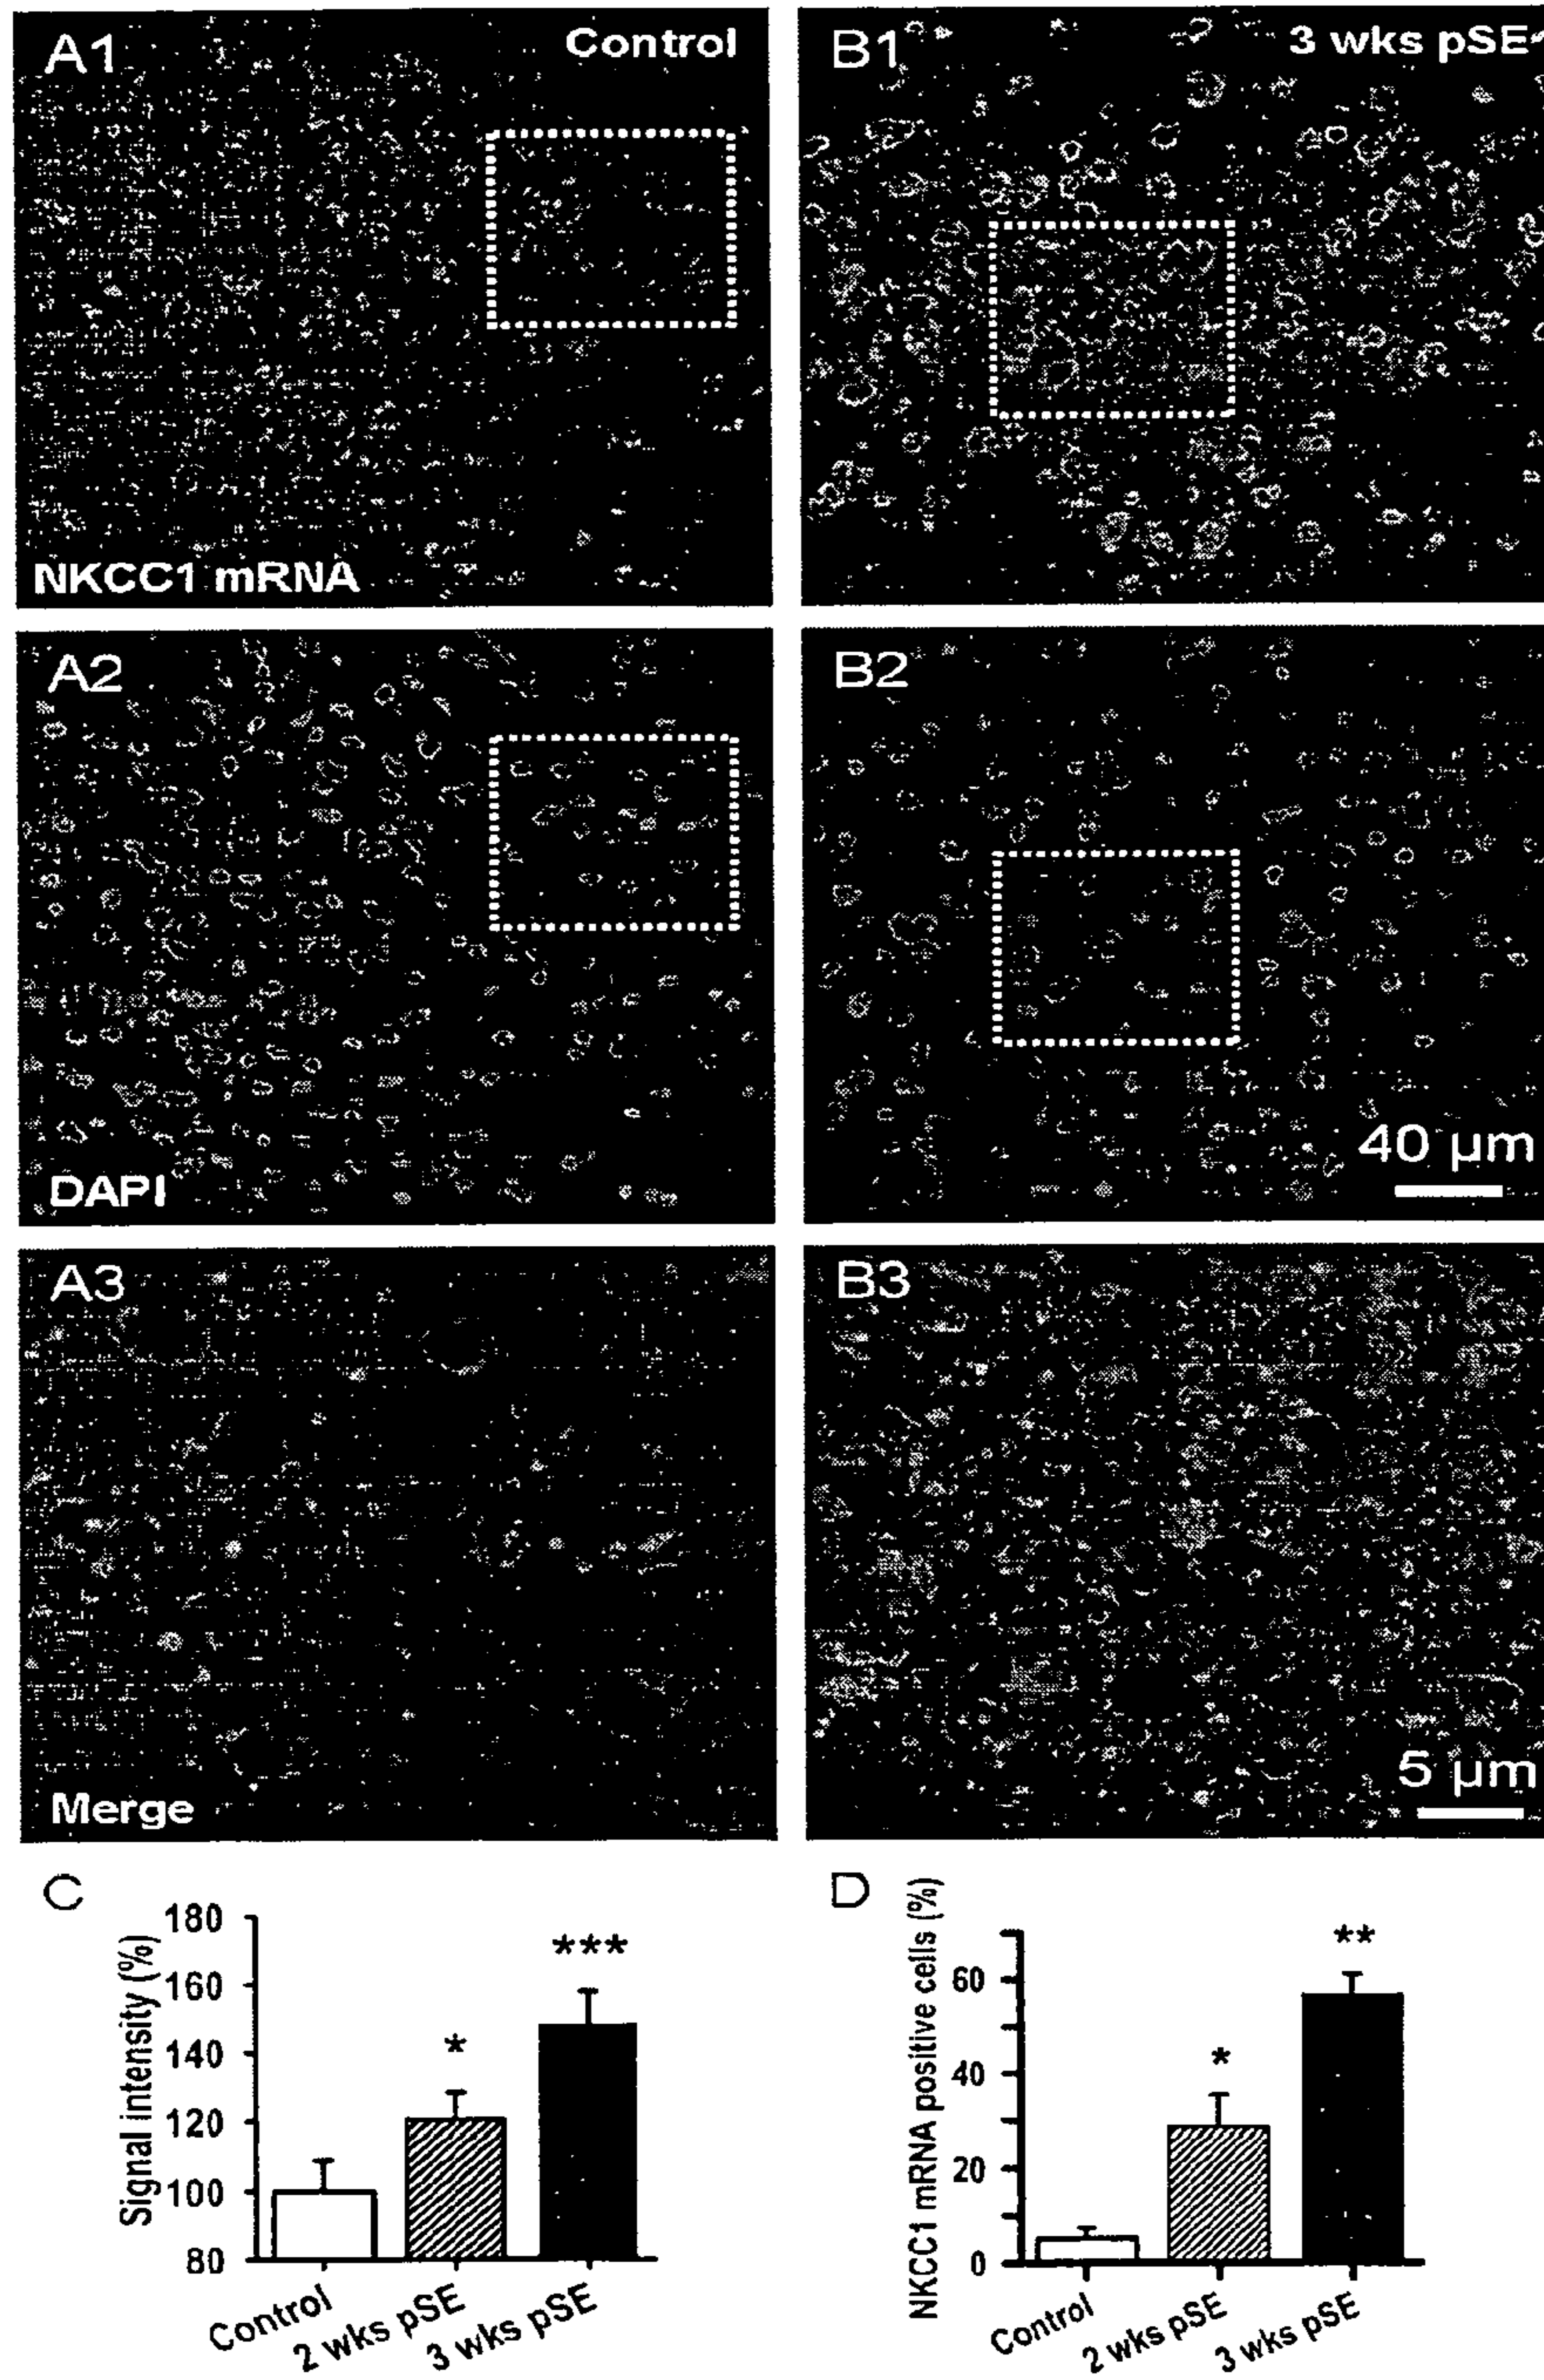 A1 Control
B1 3 wks pSE
NKCC1 mRNA
A2
B2
40 µm
DAPI
A3
B3
5 µm
Merge
C
Signal intensity (%)
180
160
140
120
100
80
*
***
Control
2 wks pSE
3 wks pSE
D
NKCC1 mRNA positive cells (%)
60
40
20
0
*
**
Control
2 wks pSE
3 wks pSE